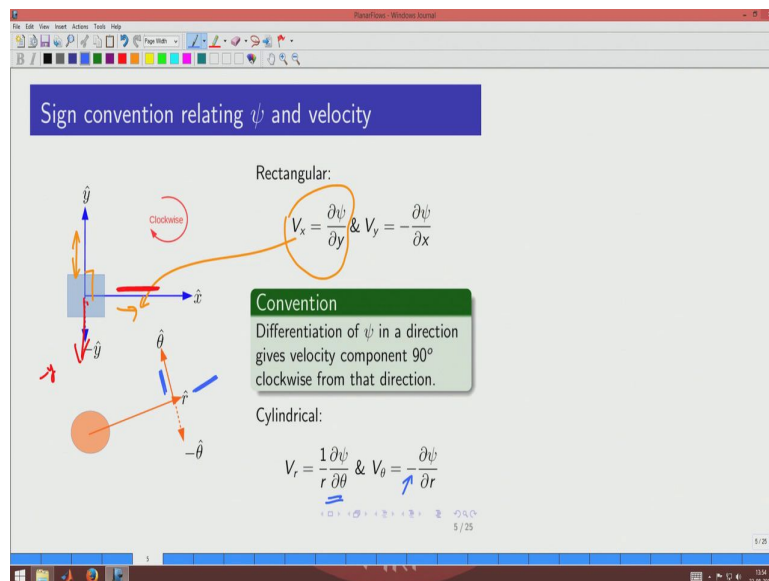 PlanarFlows - Windows Journal
File Edit View Insert Actions Tools Help
Page Width
B I
Sign convention relating ψ and velocity
Rectangular:
ŷ
Clockwise
V_x = ∂ψ/∂y & V_y = −∂ψ/∂x
x̂
−ŷ
-y
Convention
Differentiation of ψ in a direction
gives velocity component 90°
clockwise from that direction.
θ̂
r̂
−θ̂
Cylindrical:
V_r = 1/r ∂ψ/∂θ & V_θ = −∂ψ/∂r
5 / 25
5 / 25
5
13:54